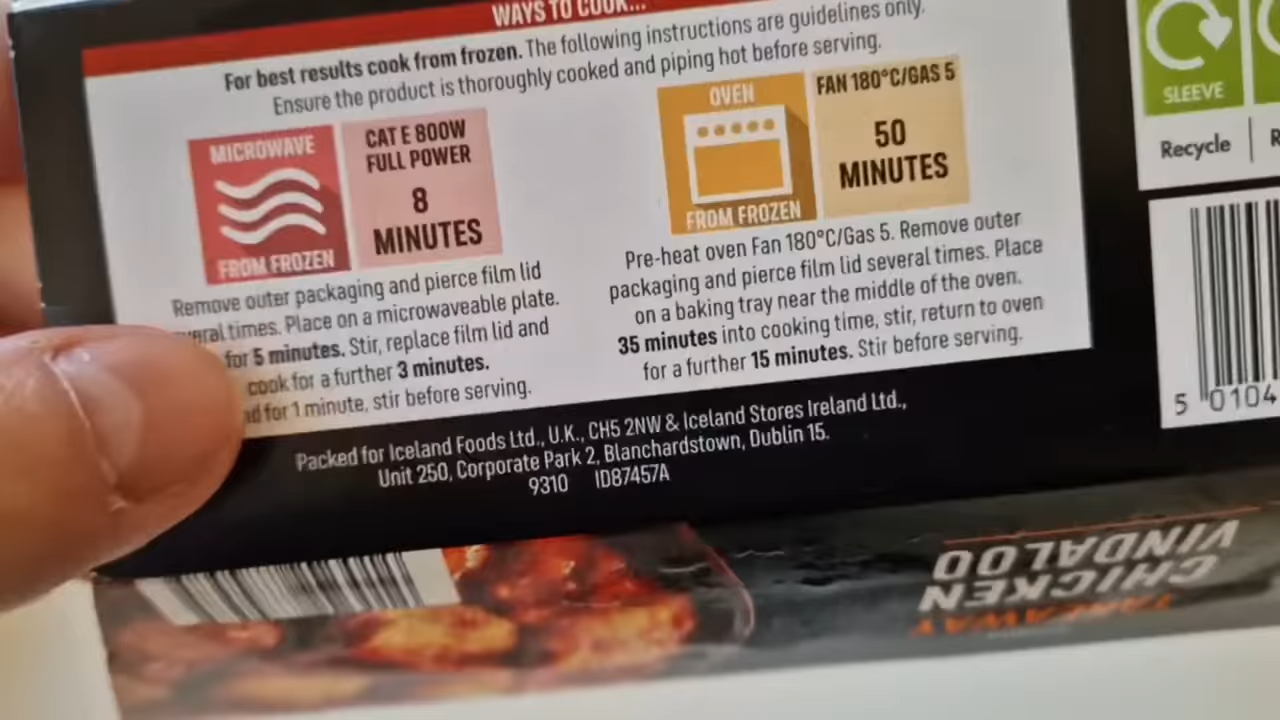 WAYS TO COOK...
For best results cook from frozen. The following instructions are guidelines only.
Ensure the product is thoroughly cooked and piping hot before serving.
MICROWAVE
FROM FROZEN
CAT E 800W
FULL POWER
8
MINUTES
Remove outer packaging and pierce film lid
times. Place on a microwaveable plate.
for 5 minutes. Stir, replace film lid and
cook for a further 3 minutes.
for 1 minute, stir before serving.
OVEN
FROM FROZEN
FAN 180°C/GAS 5
50
MINUTES
Pre-heat oven Fan 180°C/Gas 5. Remove outer
packaging and pierce film lid several times. Place
on a baking tray near the middle of the oven.
35 minutes into cooking time, stir, return to oven
for a further 15 minutes. Stir before serving.
Packed for Iceland Foods Ltd., U.K., CH5 2NW & Iceland Stores Ireland Ltd.,
Unit 250, Corporate Park 2, Blanchardstown, Dublin 15.
9310 ID87457A
SLEEVE
Recycle
5 0104
TAKEAWAY
CHICKEN
VINDALOO